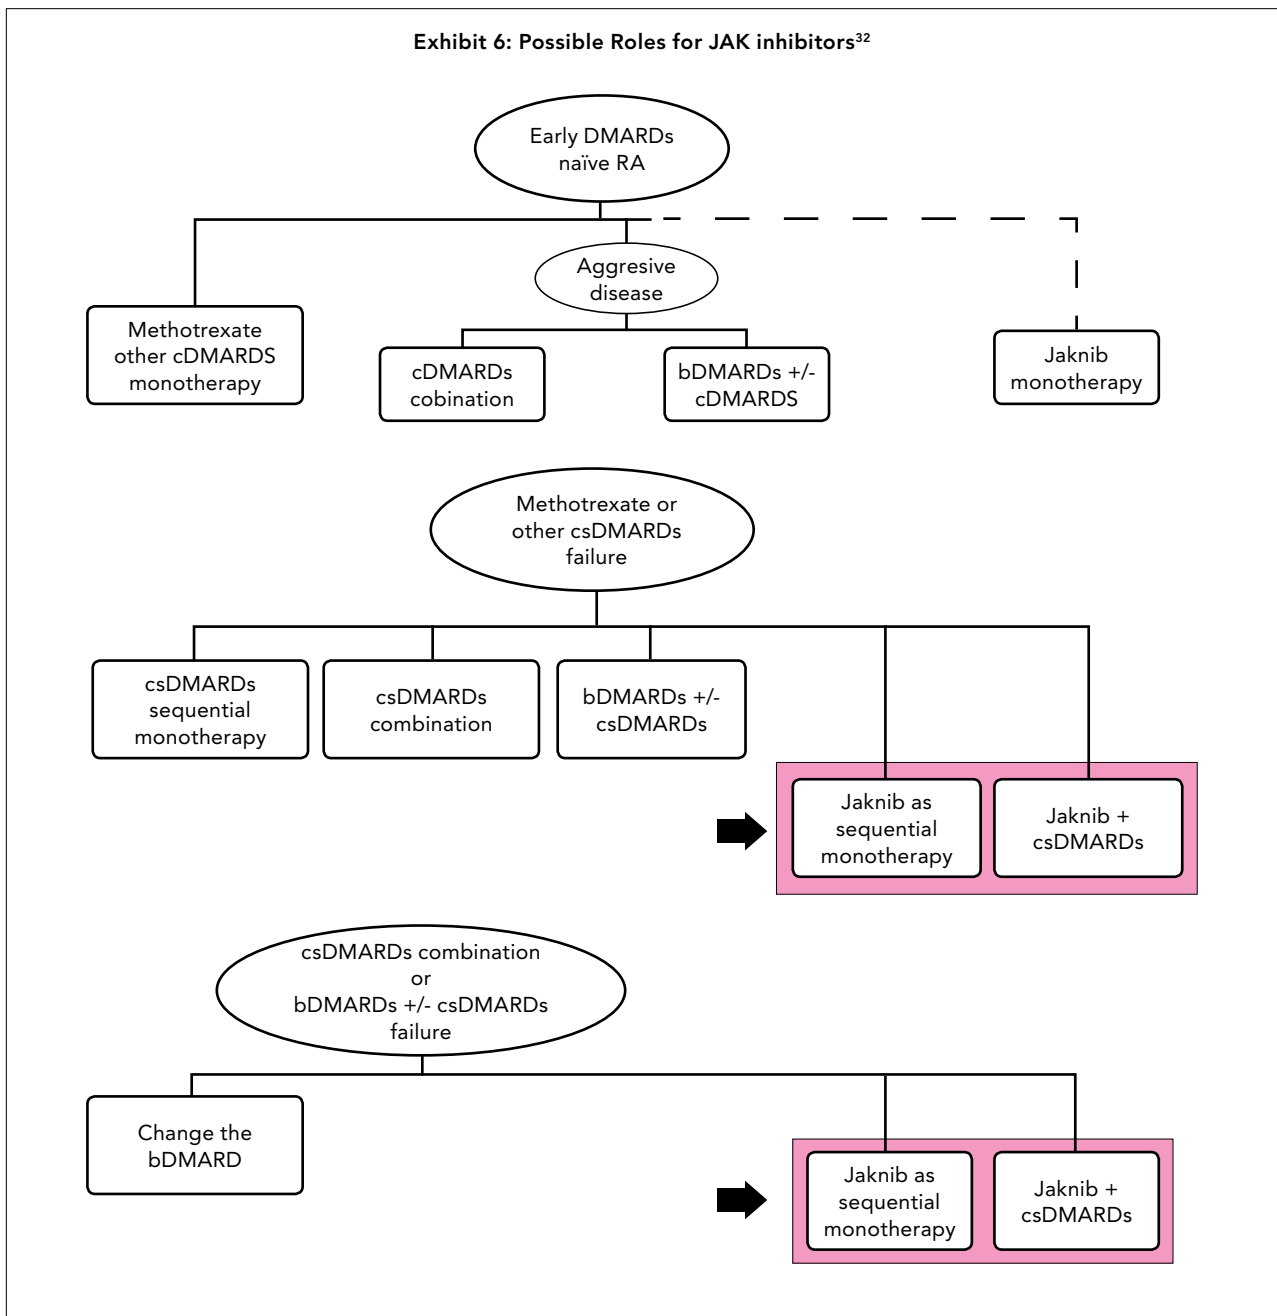 Exhibit 6: Possible Roles for JAK inhibitors³²
Early DMARDs
naïve RA
Aggresive
disease
Methotrexate
other cDMARDS
monotherapy
cDMARDs
cobination
bDMARDs +/-
cDMARDS
Jaknib
monotherapy
Methotrexate or
other csDMARDs
failure
csDMARDs
sequential
monotherapy
csDMARDs
combination
bDMARDs +/-
csDMARDs
Jaknib as
sequential
monotherapy
Jaknib +
csDMARDs
csDMARDs combination
or
bDMARDs +/- csDMARDs
failure
Change the
bDMARD
Jaknib as
sequential
monotherapy
Jaknib +
csDMARDs